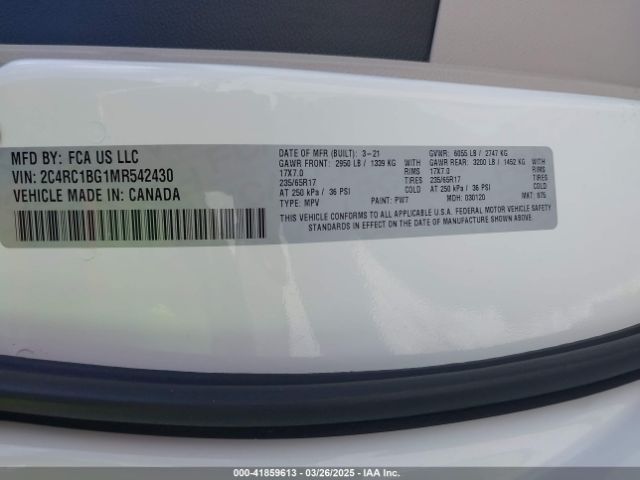 MFD BY: FCA US LLC
VIN: 2C4RC1BG1MR542430
VEHICLE MADE IN: CANADA
DATE OF MFR (BUILT): 3-21
GAWR FRONT: 2950 LB / 1339 KG WITH
17X7.0 RIMS
235/65R17
AT 250 kPa / 36 PSI COLD
TYPE: MPV PAINT: PW7
GVWR: 6055 LB / 2747 KG
GAWR REAR: 3200 LB / 1452 KG WITH
17X7.0 RIMS
235/65R17
AT 250 kPa / 36 PSI COLD
MDH: 030120 MKT: 675
THIS VEHICLE CONFORMS TO ALL APPLICABLE U.S.A. FEDERAL MOTOR VEHICLE SAFETY
STANDARDS IN EFFECT ON THE DATE OF MANUFACTURE SHOWN ABOVE
000-41859613 - 03/26/2025 - IAA Inc.